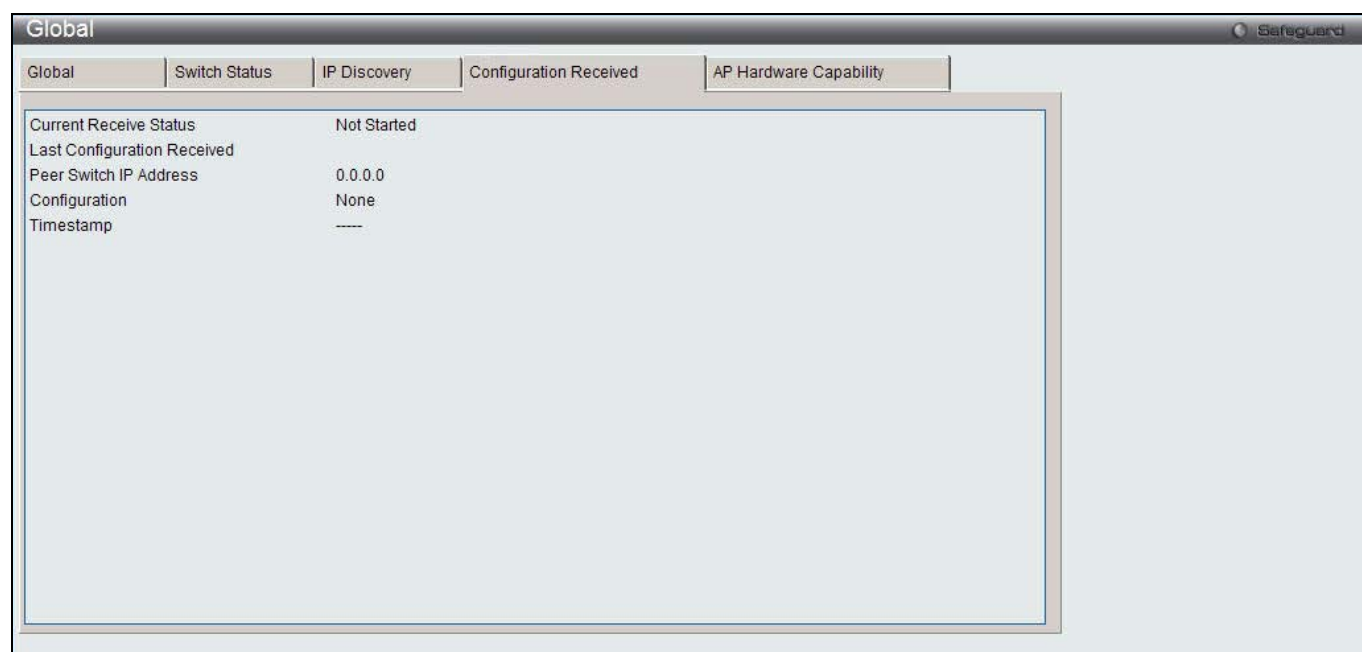 Global
Safeguard
Global Switch Status IP Discovery Configuration Received AP Hardware Capability
Current Receive Status Not Started
Last Configuration Received
Peer Switch IP Address 0.0.0.0
Configuration None
Timestamp -----